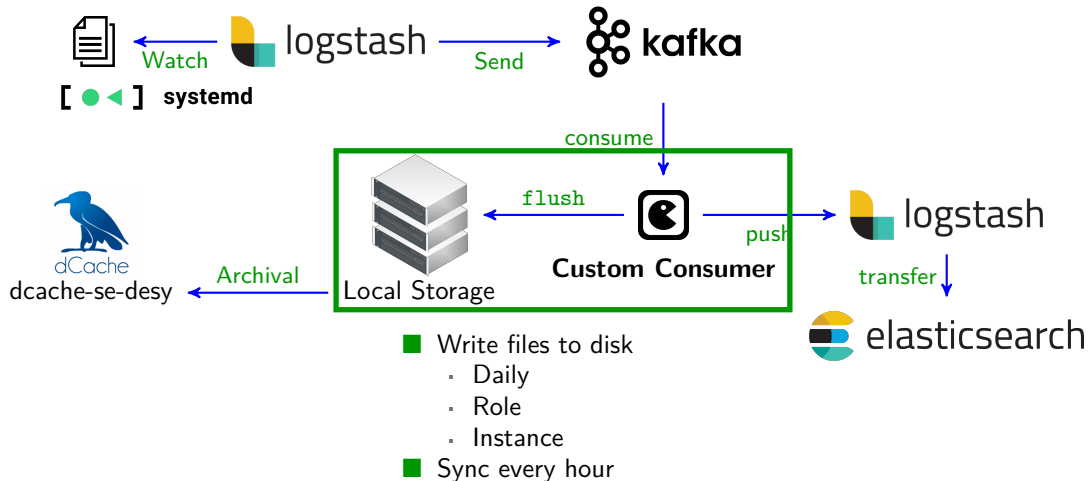 logstash
kafka
Watch
Send
[ ] systemd
consume
flush
push
logstash
dCache
Custom Consumer
Archival
transfer
dcache-se-desy
Local Storage
elasticsearch
Write files to disk
Daily
Role
Instance
Sync every hour